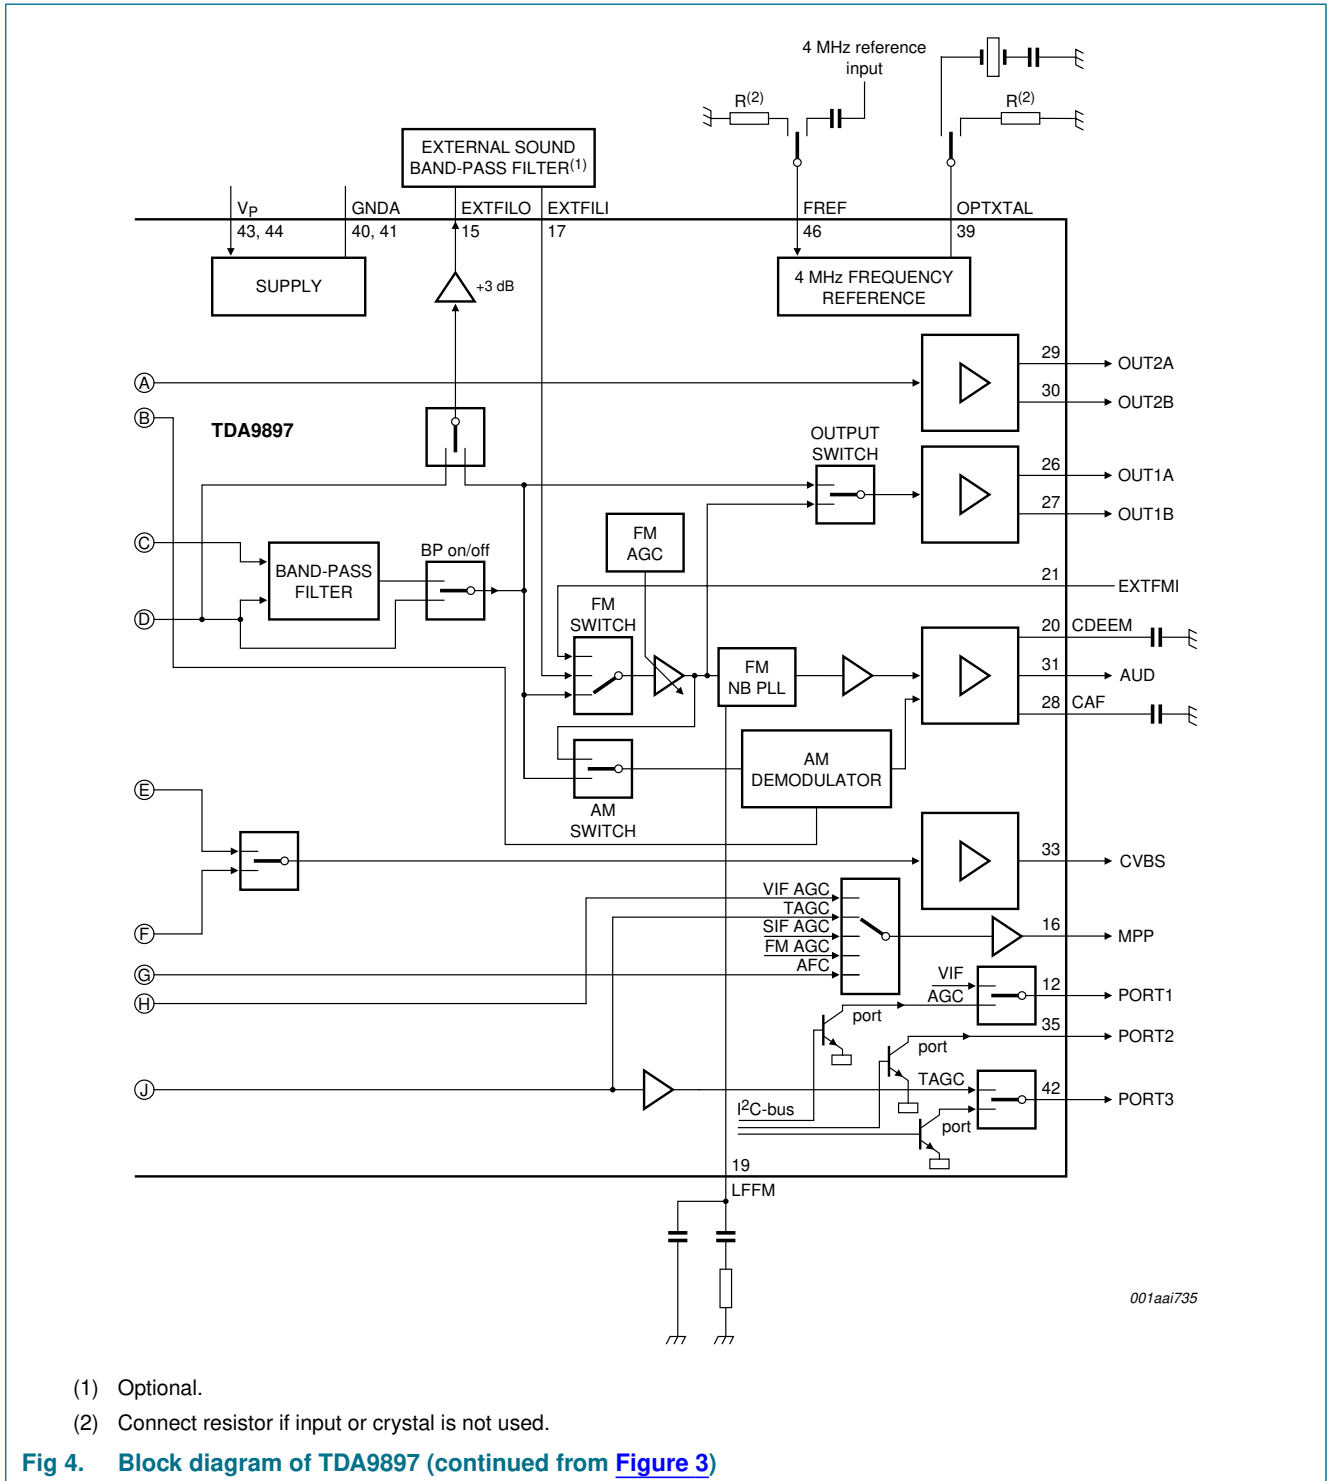 4 MHz reference
input
R(2)
R(2)
EXTERNAL SOUND
BAND-PASS FILTER(1)
VP
GNDA
EXTFILO
EXTFILI
FREF
OPTXTAL
43, 44
40, 41
15
17
46
39
SUPPLY
+3 dB
4 MHz FREQUENCY
REFERENCE
29
OUT2A
A
30
OUT2B
B
TDA9897
OUTPUT
SWITCH
26
OUT1A
27
OUT1B
FM
AGC
C
BP on/off
BAND-PASS
FILTER
21
EXTFMI
FM
SWITCH
D
20
CDEEM
FM
NB PLL
31
AUD
28
CAF
AM
DEMODULATOR
E
AM
SWITCH
33
CVBS
VIF AGC
TAGC
SIF AGC
FM AGC
AFC
16
MPP
F
G
VIF
AGC
12
PORT1
H
port
35
PORT2
port
J
TAGC
42
PORT3
I2C-bus
port
19
LFFM
001aai735
(1) Optional.
(2) Connect resistor if input or crystal is not used.
Fig 4. Block diagram of TDA9897 (continued from Figure 3)